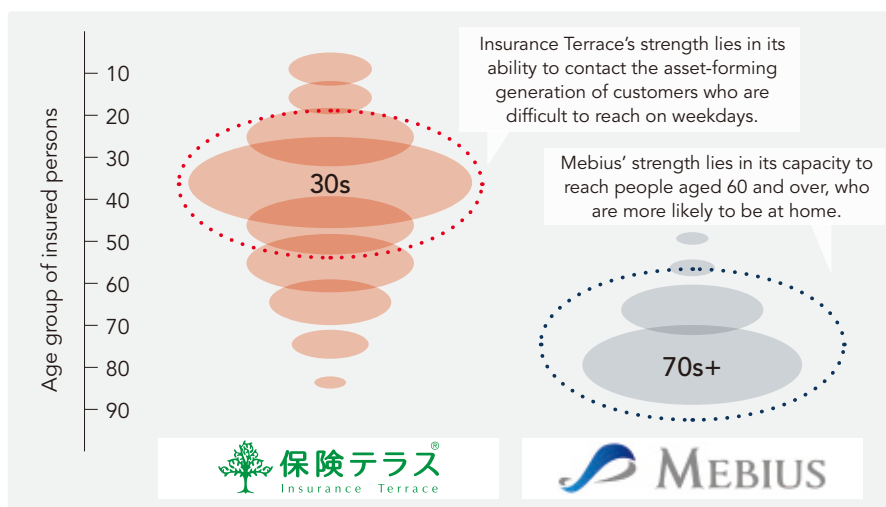 Age group of insured persons
10
20
30
40
50
60
70
80
90
Insurance Terrace’s strength lies in its
ability to contact the asset-forming
generation of customers who are
difficult to reach on weekdays.
Mebius’ strength lies in its capacity to
reach people aged 60 and over, who
are more likely to be at home.
30s
70s+
保険テラス®
Insurance Terrace
MEBIUS